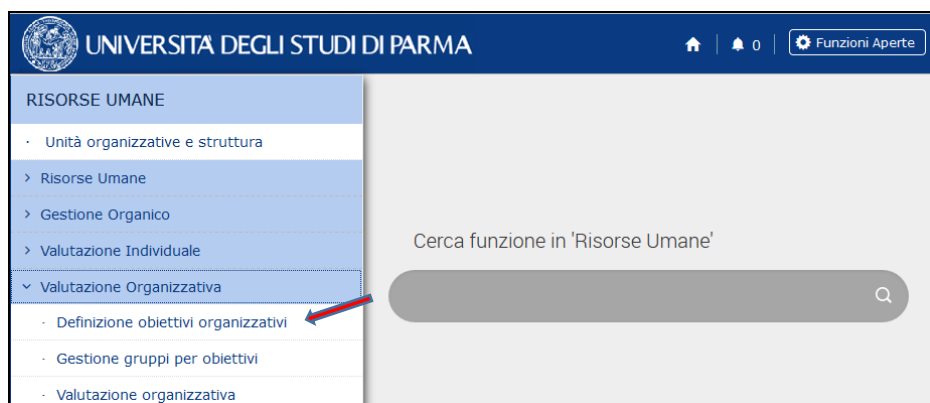 UNIVERSITA' DEGLI STUDI DI PARMA
0
Funzioni Aperte
RISORSE UMANE
· Unità organizzative e struttura
> Risorse Umane
> Gestione Organico
> Valutazione Individuale
Valutazione Organizzativa
· Definizione obiettivi organizzativi
· Gestione gruppi per obiettivi
· Valutazione organizzativa
Cerca funzione in 'Risorse Umane'